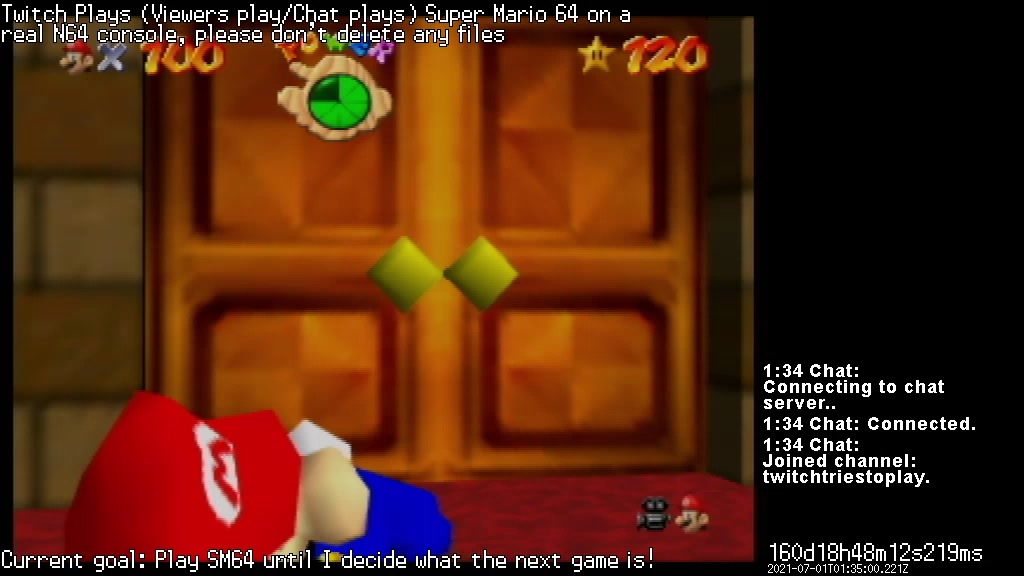 Twitch Plays (Viewers play/Chat plays) Super Mario 64 on a
real N64 console, please don't delete any files
100
POWER
120
1:34 Chat:
Connecting to chat
server..
1:34 Chat: Connected.
1:34 Chat:
Joined channel:
twitchtriestoplay.
Current goal: Play SM64 until I decide what the next game is!
160d18h48m12s219ms
2021-07-01T01:35:00.221Z